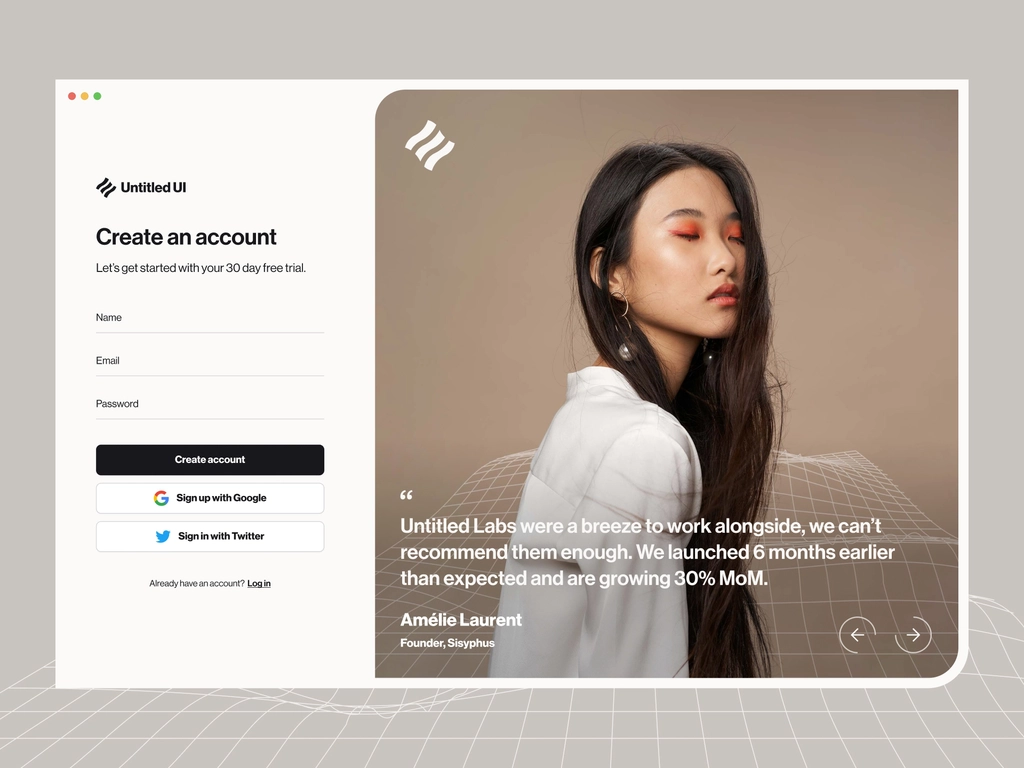 Untitled UI
Create an account
Let's get started with your 30 day free trial.
Name
Email
Password
Create account
Sign up with Google
Sign in with Twitter
Already have an account? Log in
“
Untitled Labs were a breeze to work alongside, we can’t
recommend them enough. We launched 6 months earlier
than expected and are growing 30% MoM.
Amélie Laurent
Founder, Sisyphus